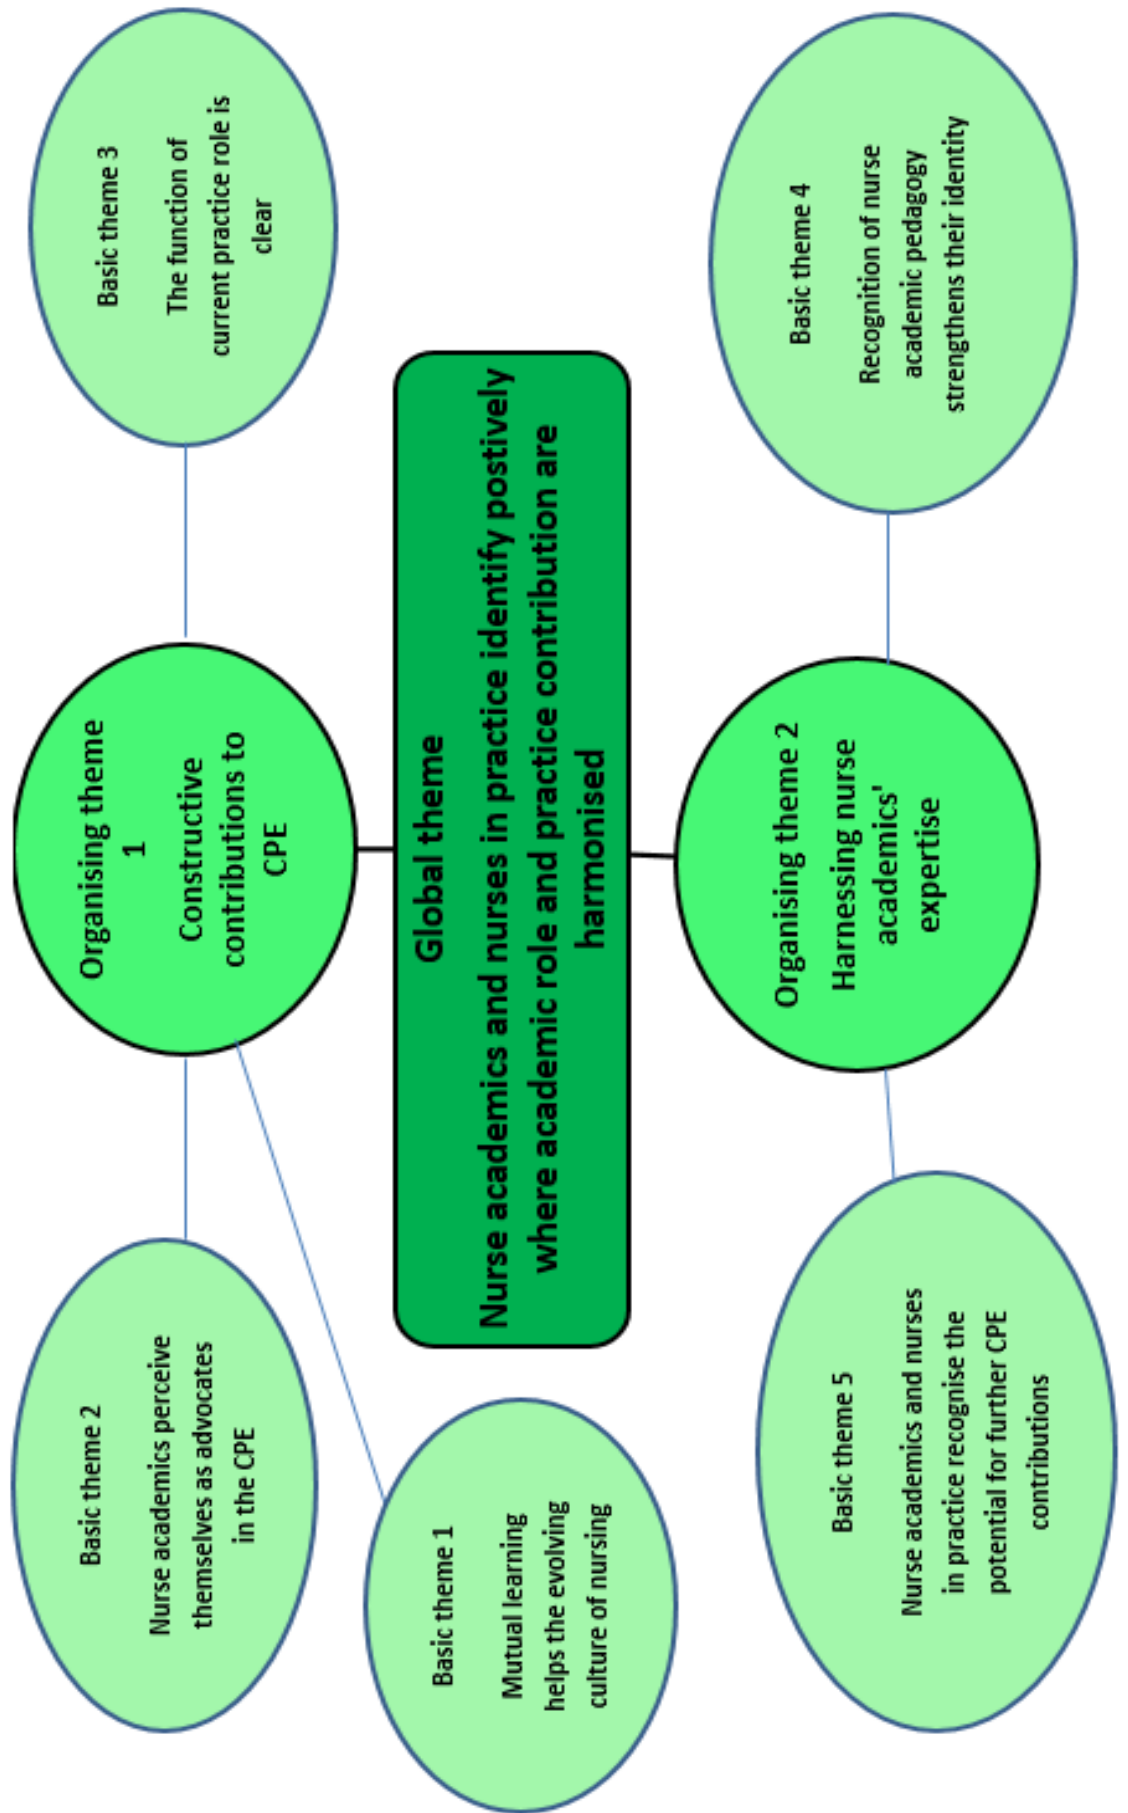 Basic theme 2
Nurse academics perceive
themselves as advocates
in the CPE
Organising theme
1
Constructive
contributions to
CPE
Basic theme 3
The function of
current practice role is
clear
Basic theme 1
Mutual learning
helps the evolving
culture of nursing
Global theme
Nurse academics and nurses in practice identify postively
where academic role and practice contribution are
harmonised
Basic theme 5
Nurse academics and nurses
in practice recognise the
potential for further CPE
contributions
Organising theme 2
Harnessing nurse
academics'
expertise
Basic theme 4
Recognition of nurse
academic pedagogy
strengthens their identity